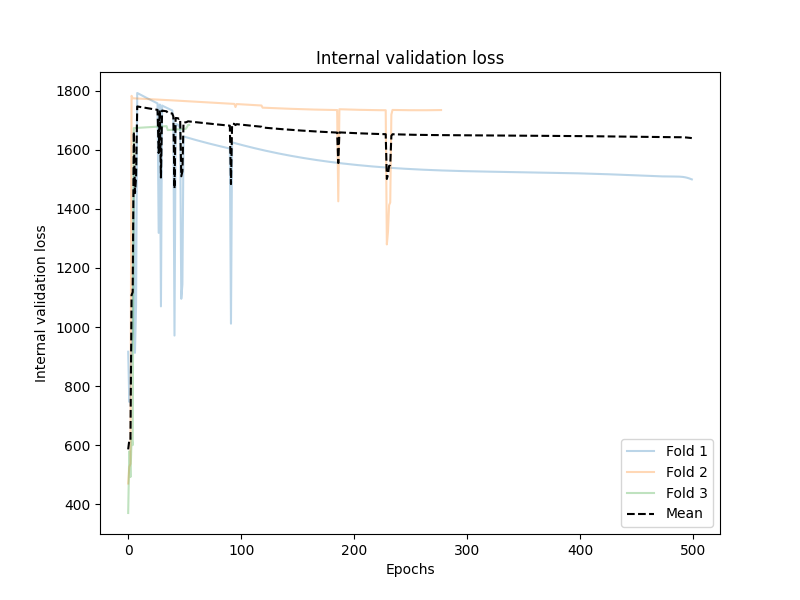 Internal validation loss
Internal validation loss
1800
1600
1400
1200
1000
800
600
400
0
100
200
300
400
500
Epochs
Fold 1
Fold 2
Fold 3
Mean